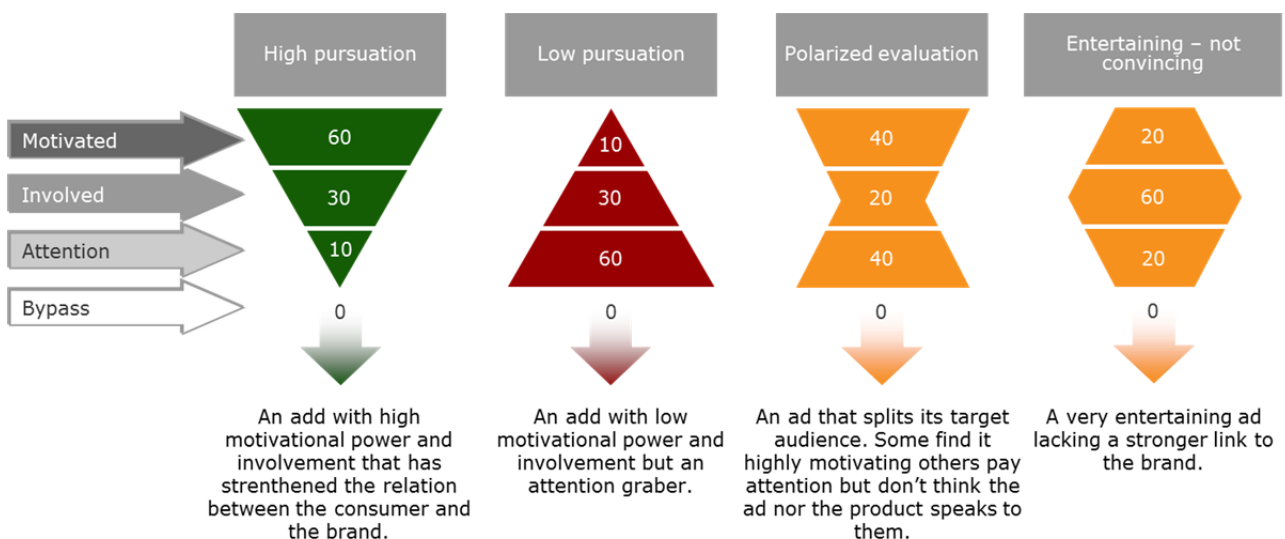 High pursuation
Low pursuation
Polarized evaluation
Entertaining – not
convincing
Motivated
60
10
40
20
Involved
30
30
20
60
Attention
10
60
40
20
Bypass
0
0
0
0
An add with high
motivational power and
involvement that has
strenthened the relation
between the consumer and
the brand.
An add with low
motivational power and
involvement but an
attention graber.
An ad that splits its target
audience. Some find it
highly motivating others pay
attention but don’t think the
ad nor the product speaks to
them.
A very entertaining ad
lacking a stronger link to
the brand.